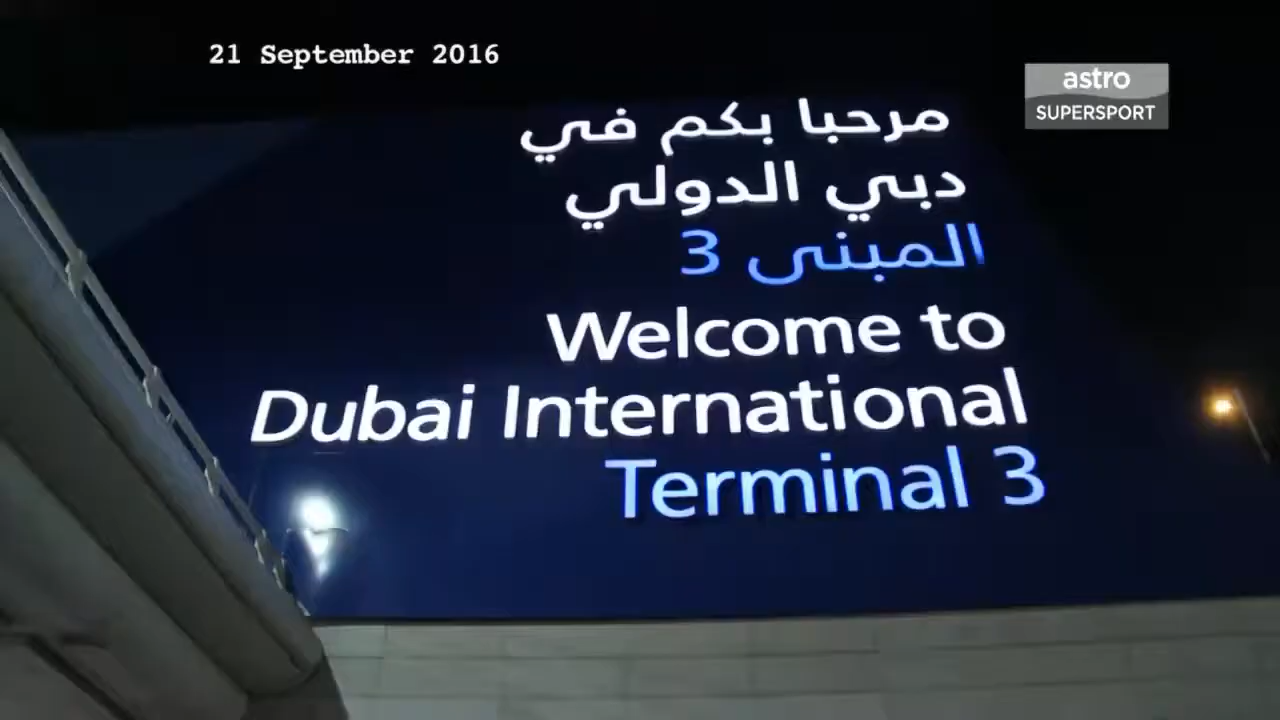 21 September 2016
astro
SUPERSPORT
مرحبا بكم في
دبي الدولي
المبنى 3
Welcome to
Dubai International
Terminal 3